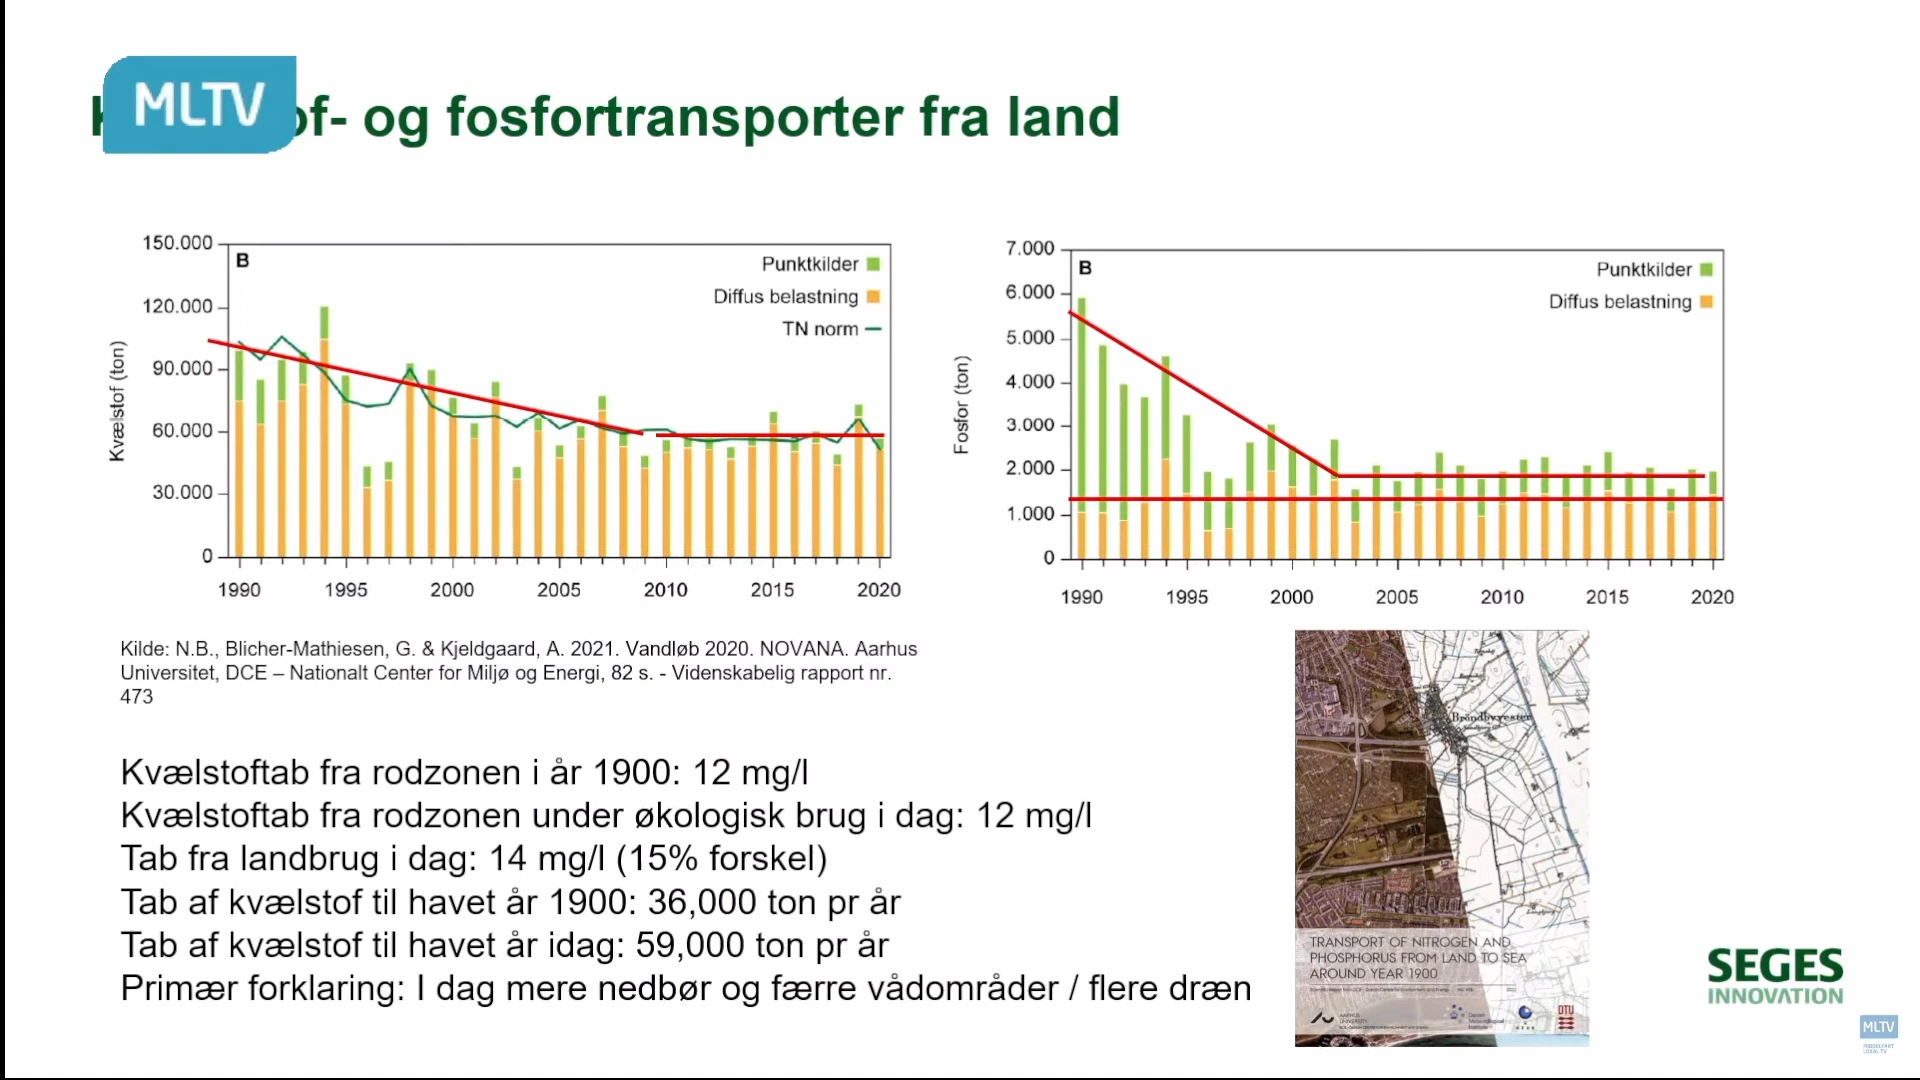 MLTV
of- og fosfortransporter fra land
150.000
120.000
90.000
60.000
30.000
0
Kvælstof (ton)
B
Punktkilder
Diffus belastning
TN norm
1990 1995 2000 2005 2010 2015 2020
7.000
6.000
5.000
4.000
3.000
2.000
1.000
0
Fosfor (ton)
B
Punktkilder
Diffus belastning
1990 1995 2000 2005 2010 2015 2020
Kilde: N.B., Blicher-Mathiesen, G. & Kjeldgaard, A. 2021. Vandløb 2020. NOVANA. Aarhus
Universitet, DCE – Nationalt Center for Miljø og Energi, 82 s. - Videnskabelig rapport nr.
473
Kvælstoftab fra rodzonen i år 1900: 12 mg/l
Kvælstoftab fra rodzonen under økologisk brug i dag: 12 mg/l
Tab fra landbrug i dag: 14 mg/l (15% forskel)
Tab af kvælstof til havet år 1900: 36,000 ton pr år
Tab af kvælstof til havet år idag: 59,000 ton pr år
Primær forklaring: I dag mere nedbør og færre vådområder / flere dræn
Bröndbyvester
TRANSPORT OF NITROGEN AND
PHOSPHORUS FROM LAND TO SEA
AROUND YEAR 1900
AARHUS
UNIVERSITY
DTU
SEGES
INNOVATION
MLTV
MIDDELFART
LOKAL TV